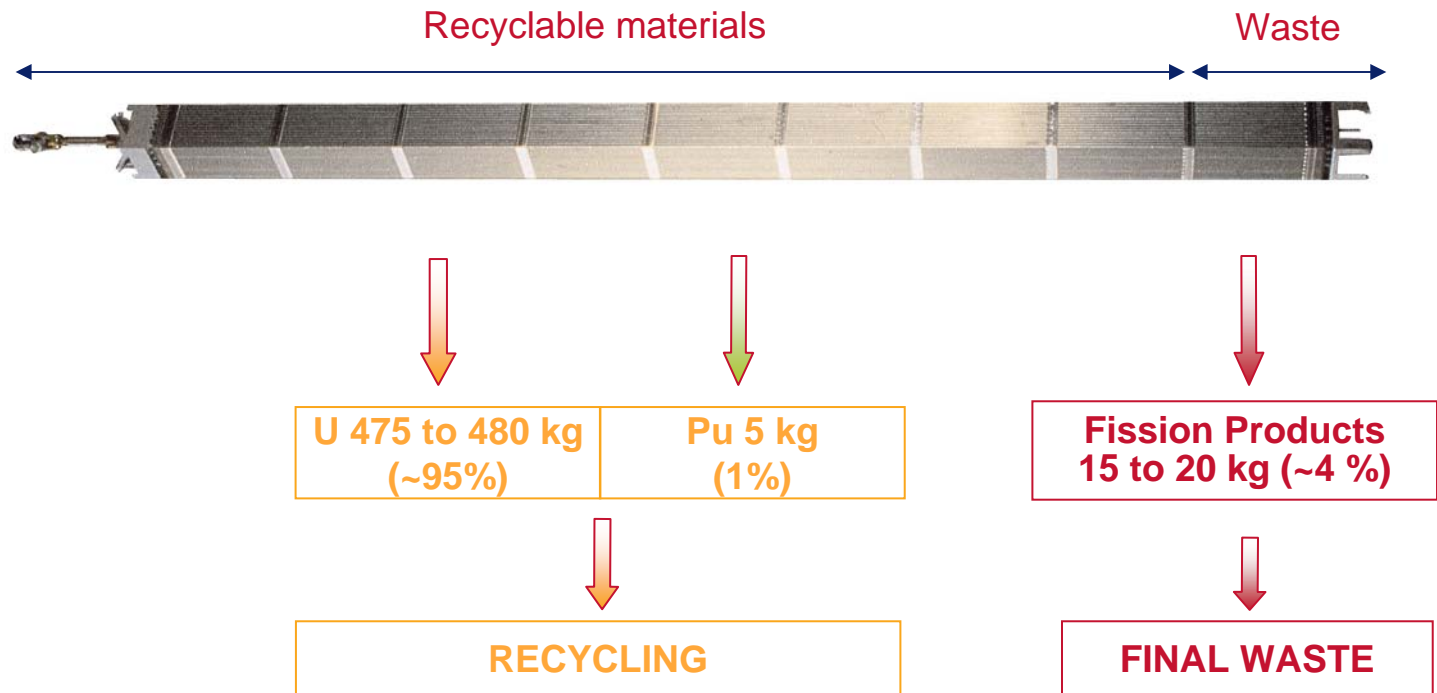 Recyclable materials
Waste
U 475 to 480 kg
(~95%)
Pu 5 kg
(1%)
Fission Products
15 to 20 kg (~4 %)
RECYCLING
FINAL WASTE